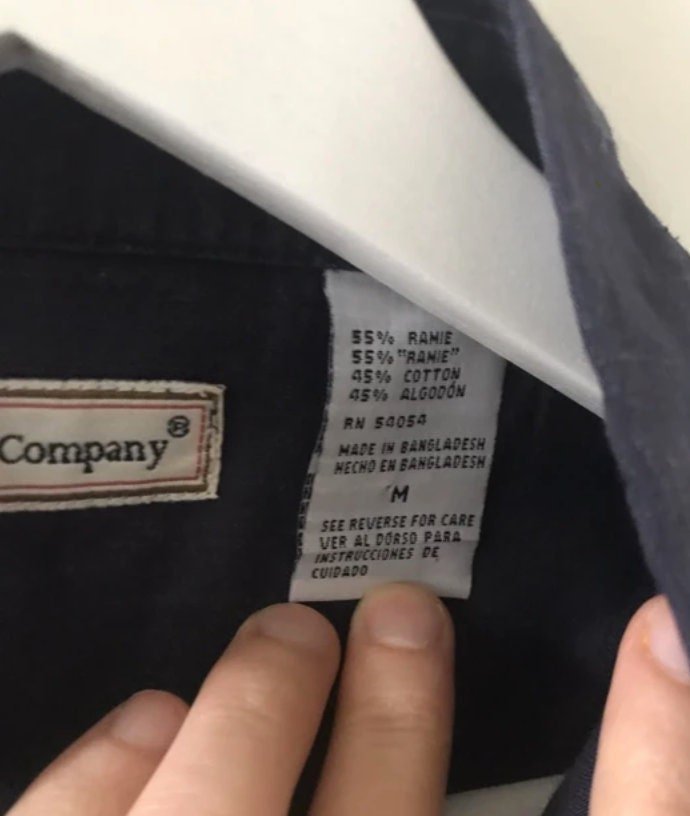 Company®
55% RAMIE
55% "RAMIE"
45% COTTON
45% ALGODÓN
RN 54054
MADE IN BANGLADESH
HECHO EN BANGLADESH
M
SEE REVERSE FOR CARE
VER AL DORSO PARA
INSTRUCCIONES DE
CUIDADO